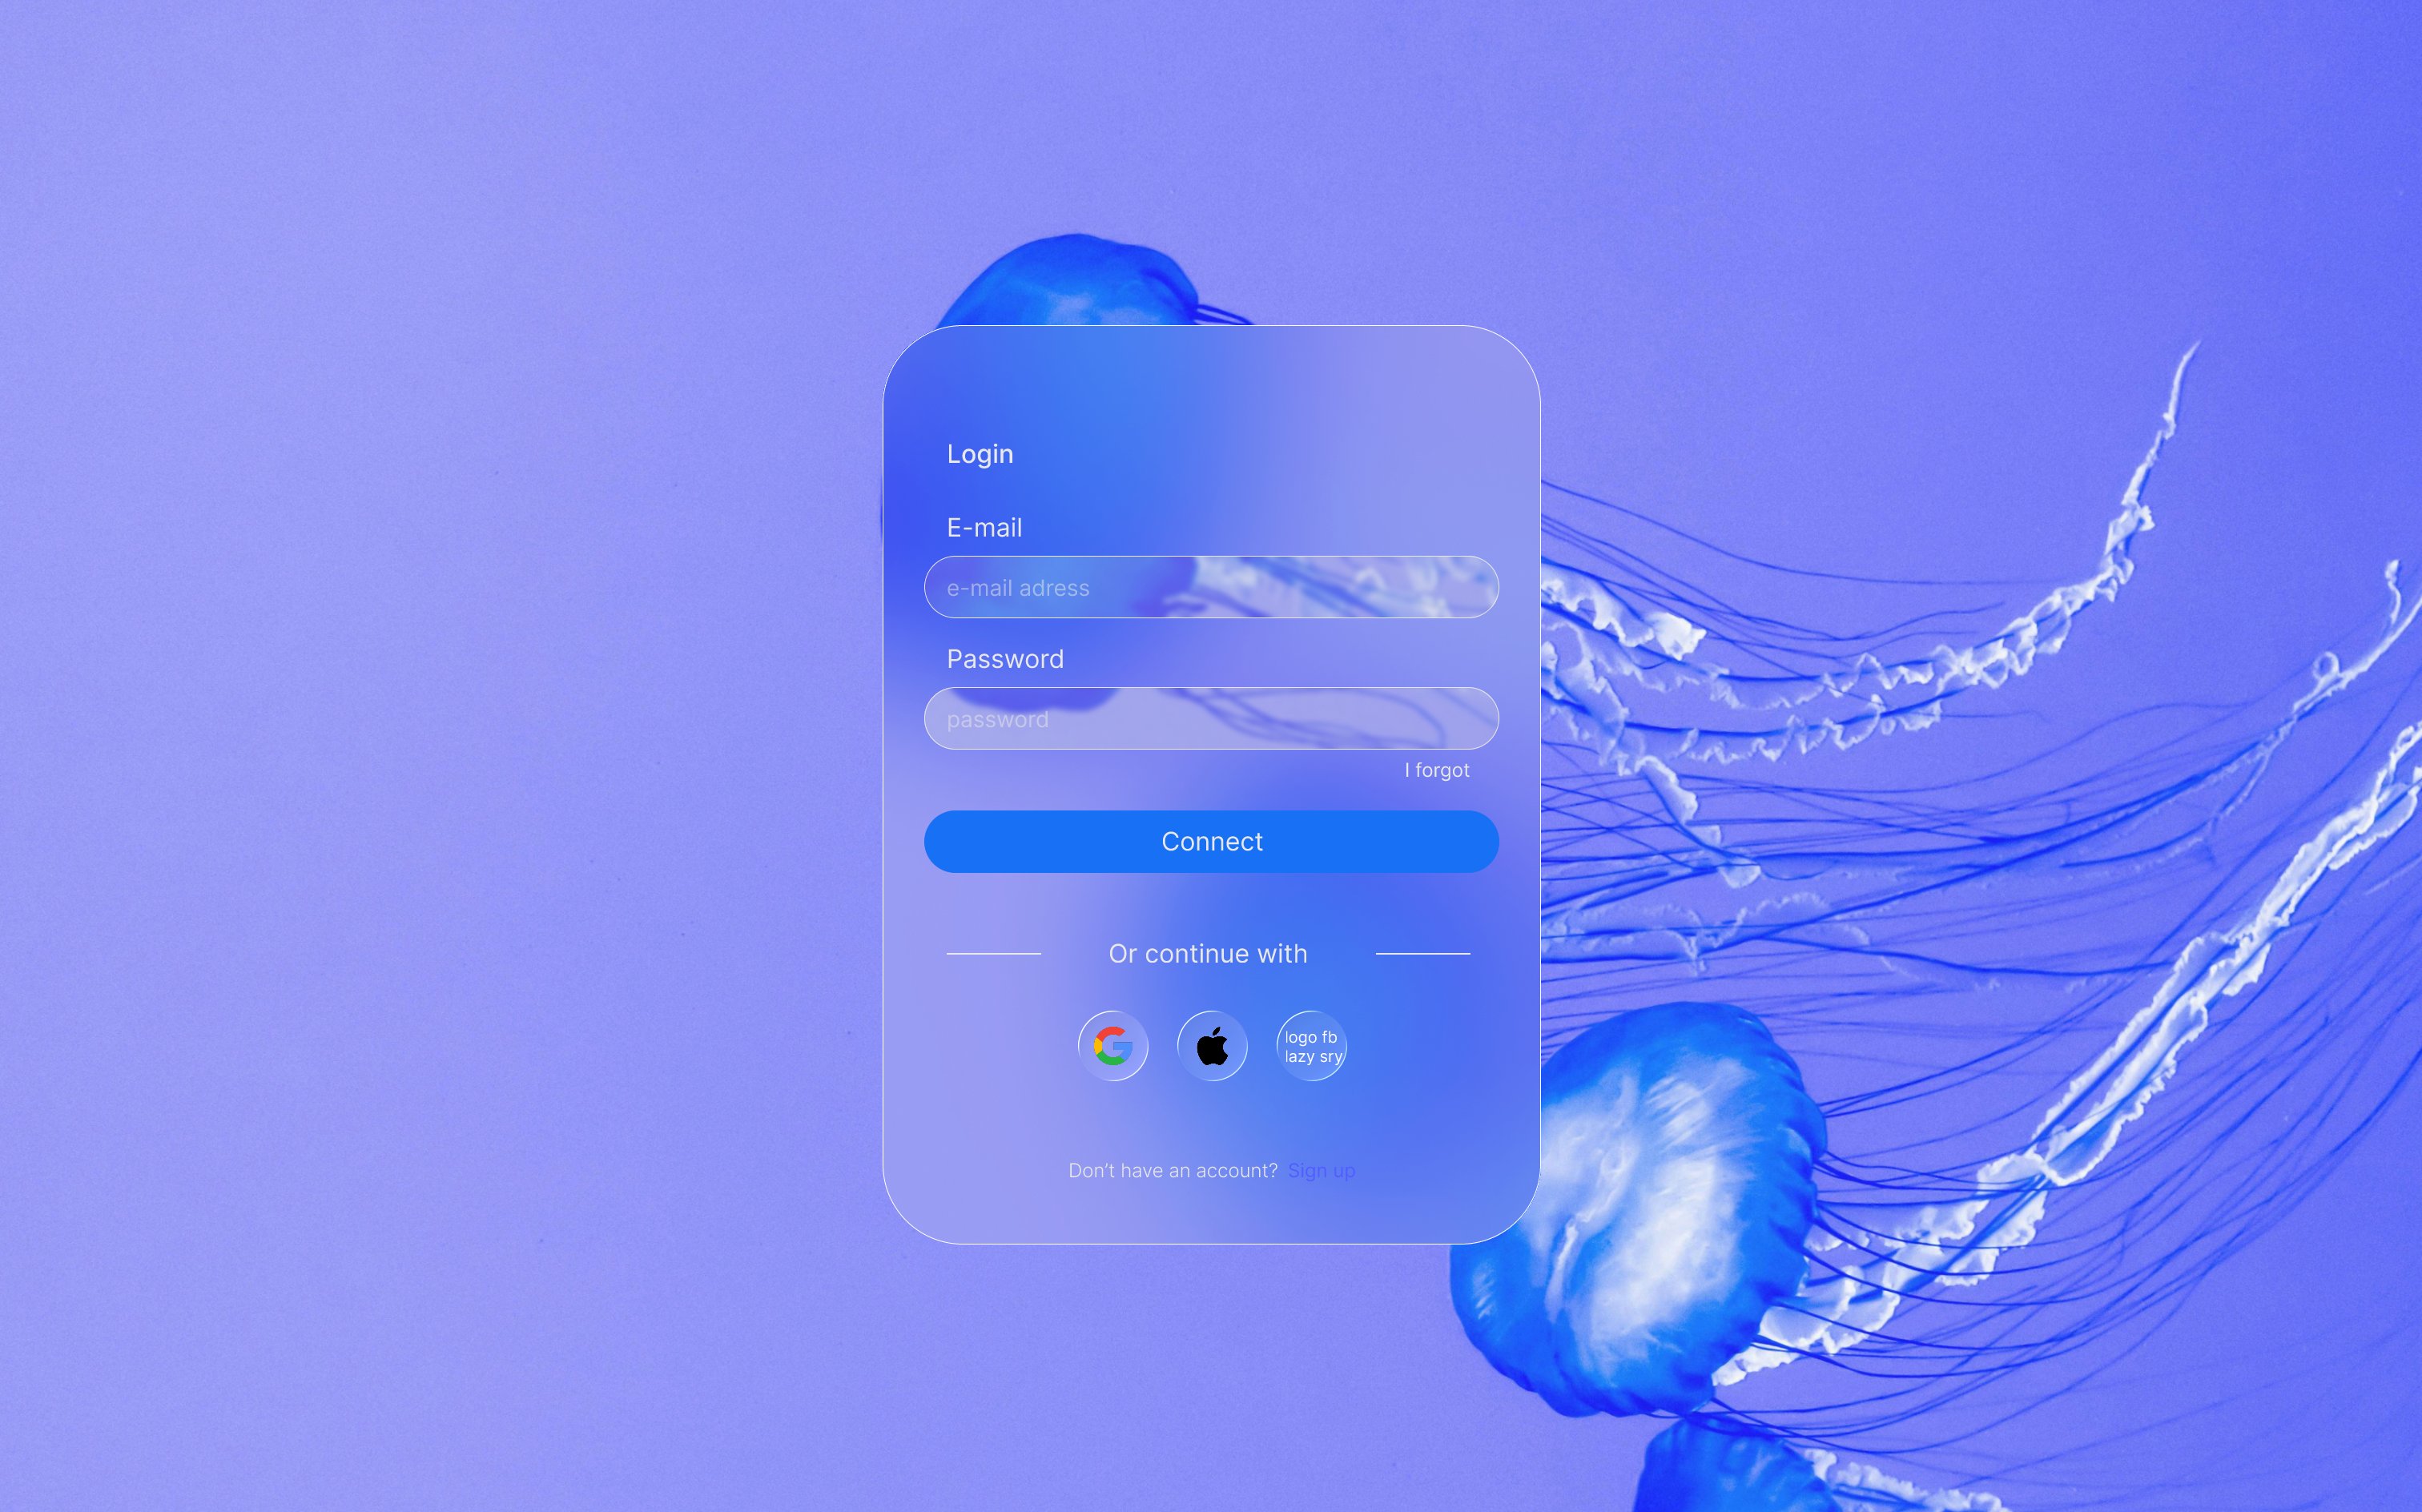 Login
E-mail
e-mail adress
Password
password
I forgot
Connect
Or continue with
logo fb
lazy sry
Don’t have an account? Sign up